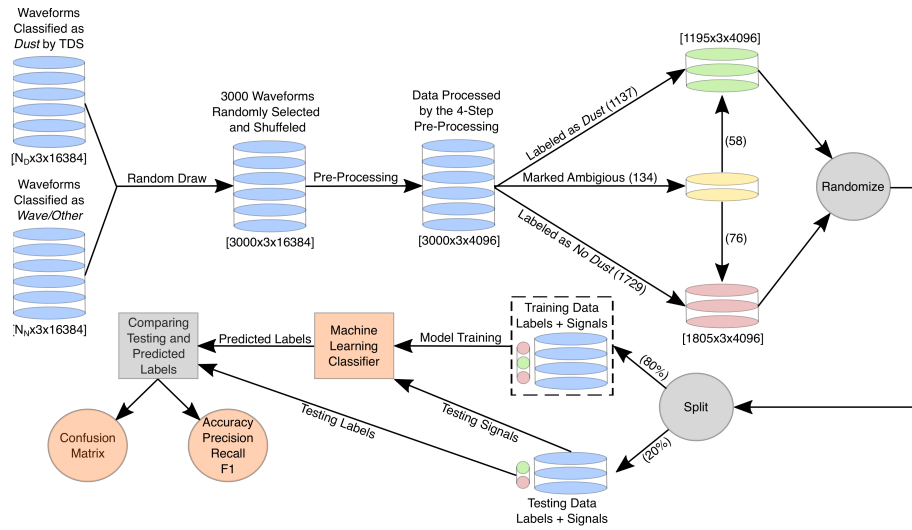 Waveforms
Classified as
Dust by TDS
[NDx3x16384]
Waveforms
Classified as
Wave/Other
[NNx3x16384]
Random Draw
3000 Waveforms
Randomly Selected
and Shuffeled
[3000x3x16384]
Pre-Processing
Data Processed
by the 4-Step
Pre-Processing
[3000x3x4096]
Labeled as Dust (1137)
Marked Ambigious (134)
Labeled as No Dust (1729)
[1195x3x4096]
(58)
(76)
[1805x3x4096]
Randomize
Split
(80%)
(20%)
Training Data
Labels + Signals
Model Training
Testing Data
Labels + Signals
Testing Signals
Testing Labels
Machine
Learning
Classifier
Predicted Labels
Comparing
Testing and
Predicted
Labels
Confusion
Matrix
Accuracy
Precision
Recall
F1